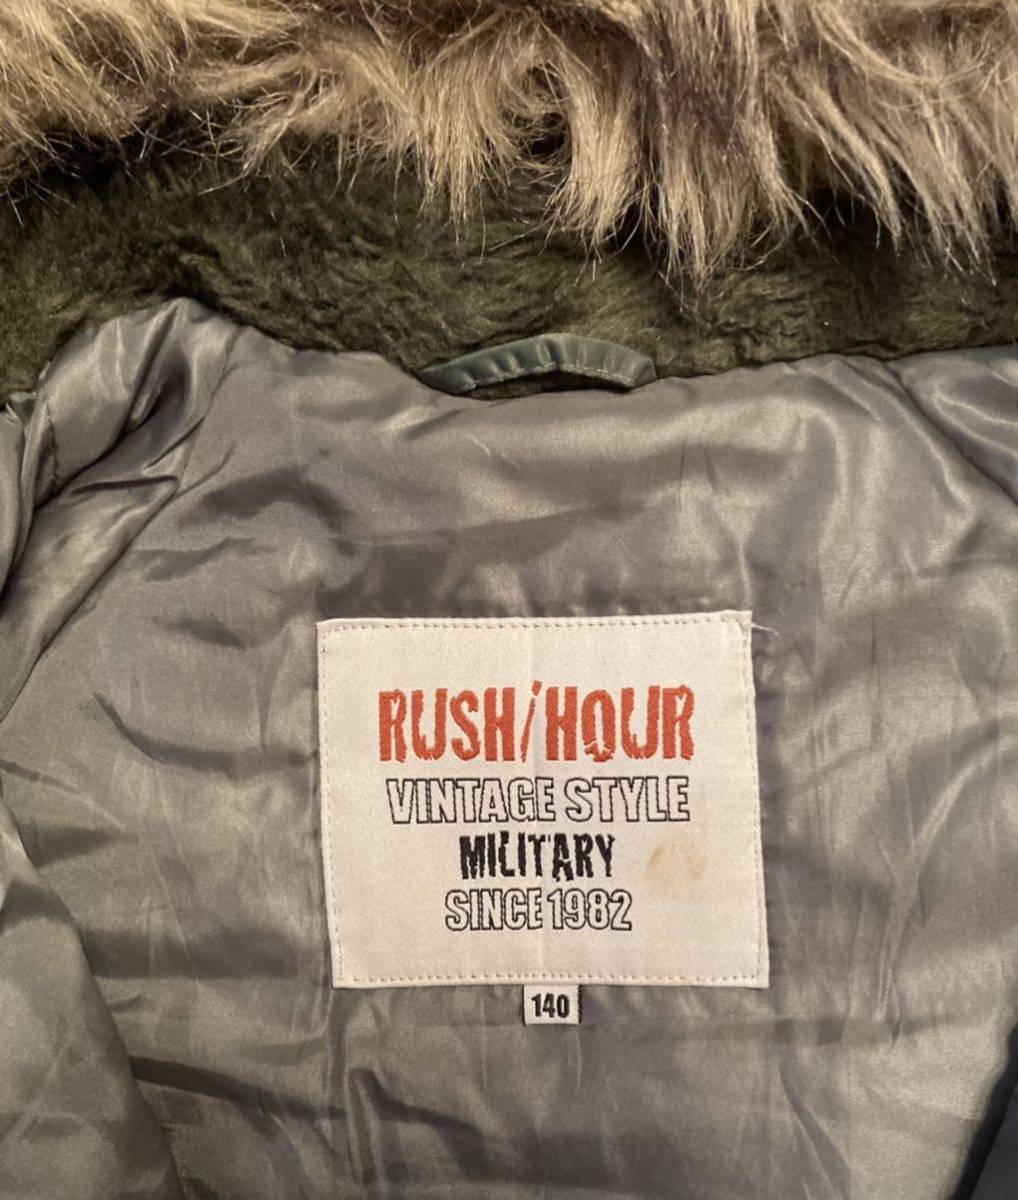 RUSH/HOUR
VINTAGE STYLE
MILITARY
SINCE 1982
140